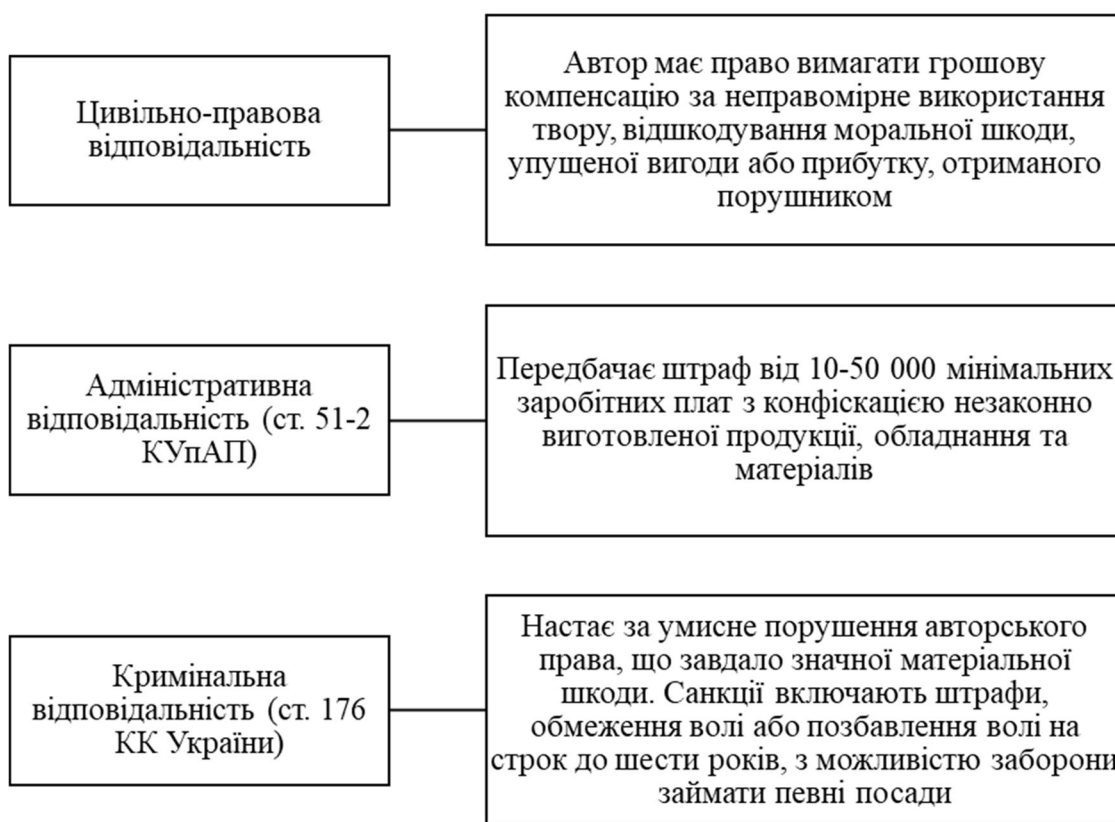 Цивільно-правова
відповідальність
Автор має право вимагати грошову
компенсацію за неправомірне використання
твору, відшкодування моральної шкоди,
упущеної вигоди або прибутку, отриманого
порушником
Адміністративна
відповідальність (ст. 51-2
КУпАП)
Передбачає штраф від 10-50 000 мінімальних
заробітних плат з конфіскацією незаконно
виготовленої продукції, обладнання та
матеріалів
Кримінальна
відповідальність (ст. 176
КК України)
Настає за умисне порушення авторського
права, що завдало значної матеріальної
шкоди. Санкції включають штрафи,
обмеження волі або позбавлення волі на
строк до шести років, з можливістю заборони
займати певні посади